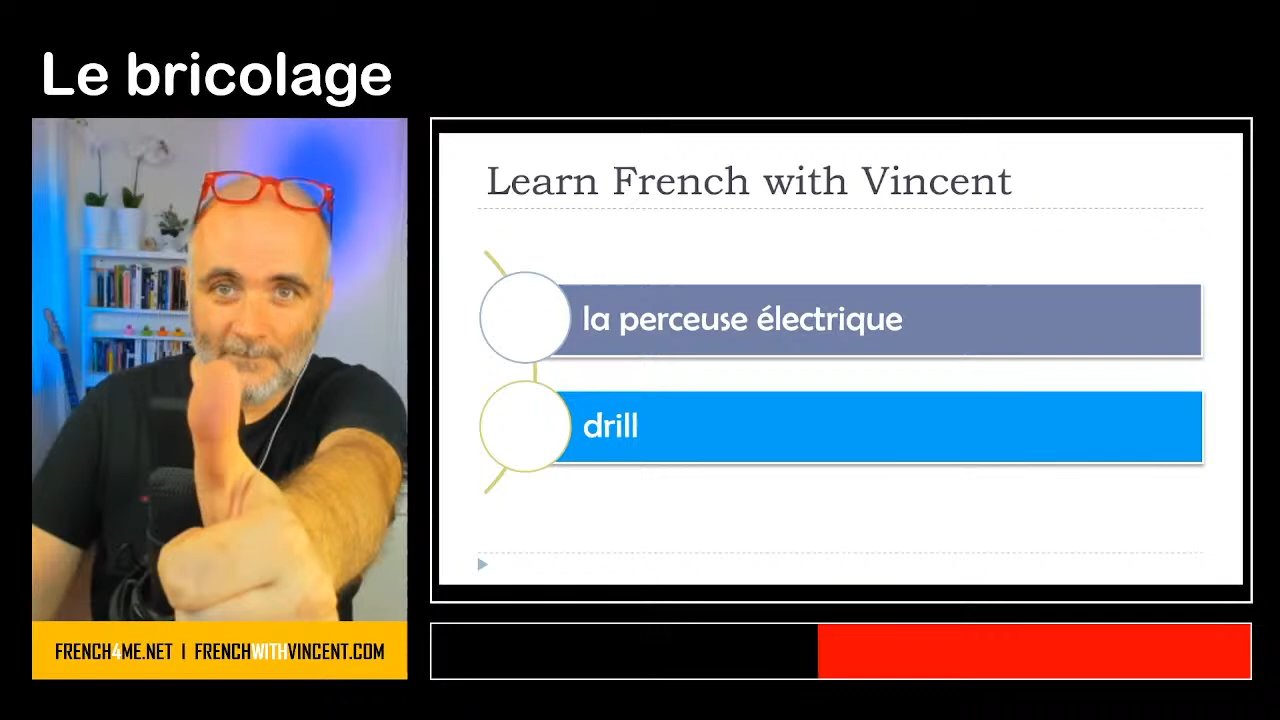 Le bricolage
Learn French with Vincent
la perceuse électrique
drill
FRENCH4ME.NET I FRENCHWITHVINCENT.COM